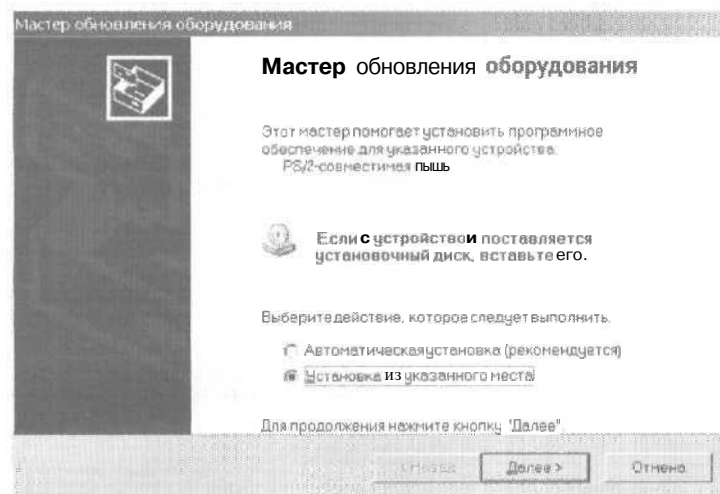 Мастер обновления оборудования
Мастер обновления оборудования
Этот мастер помогает установить программное
обеспечение для указанного устройства:
PS/2-совместимая пышь
Если с устройствои поставляется
установочный диск, вставьте его.
Выберите действие, которое следует выполнить.
Автоматическая установка (рекомендуется)
Установка из указанного места
Для продолжения нажмите кнопку "Далее".
< Назад
Далее >
Отмена